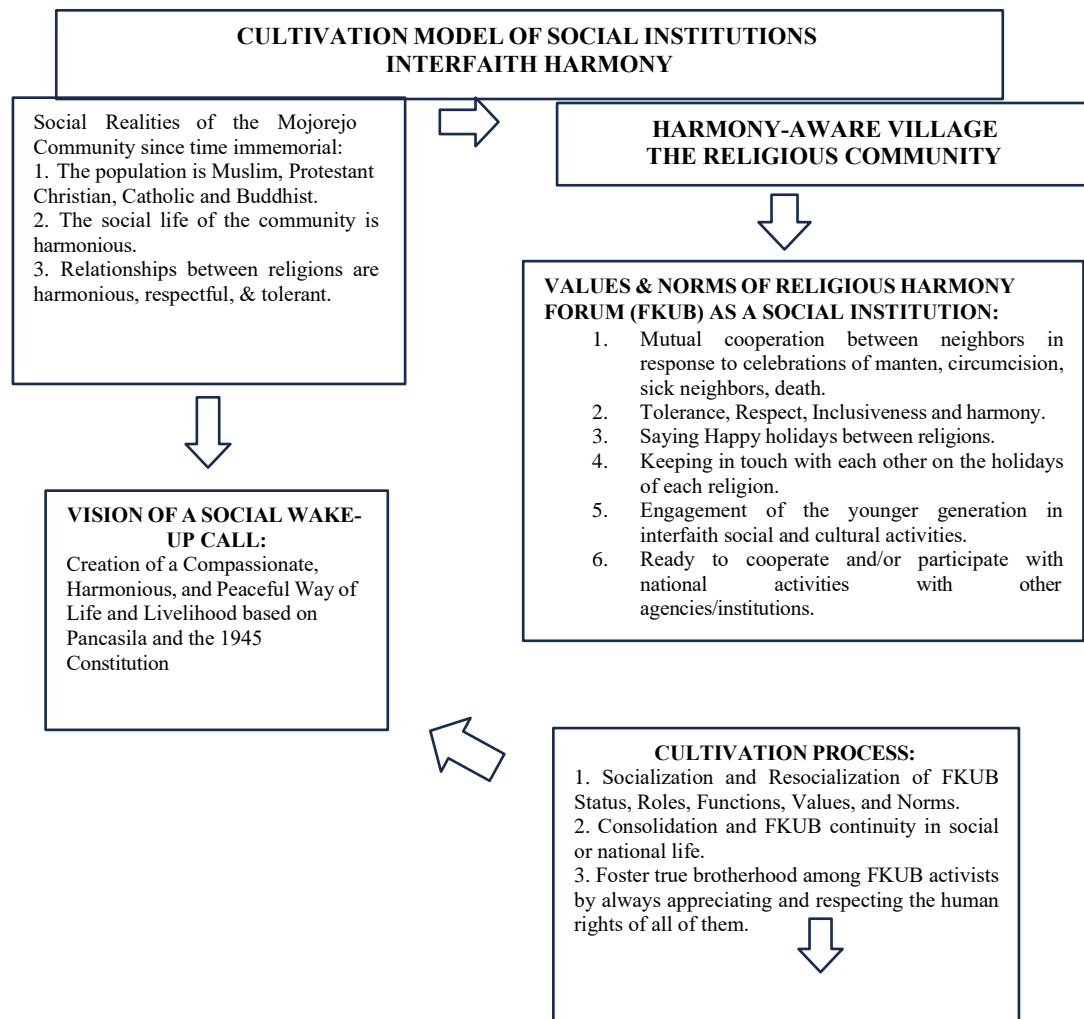 CULTIVATION MODEL OF SOCIAL INSTITUTIONS
INTERFAITH HARMONY
Social Realities of the Mojorejo
Community since time immemorial:
1. The population is Muslim, Protestant
Christian, Catholic and Buddhist.
2. The social life of the community is
harmonious.
3. Relationships between religions are
harmonious, respectful, & tolerant.
HARMONY-AWARE VILLAGE
THE RELIGIOUS COMMUNITY
VALUES & NORMS OF RELIGIOUS HARMONY
FORUM (FKUB) AS A SOCIAL INSTITUTION:
1. Mutual cooperation between neighbors in
response to celebrations of manten, circumcision,
sick neighbors, death.
2. Tolerance, Respect, Inclusiveness and harmony.
3. Saying Happy holidays between religions.
4. Keeping in touch with each other on the holidays
of each religion.
5. Engagement of the younger generation in
interfaith social and cultural activities.
6. Ready to cooperate and/or participate with
national activities with other
agencies/institutions.
VISION OF A SOCIAL WAKE-
UP CALL:
Creation of a Compassionate,
Harmonious, and Peaceful Way of
Life and Livelihood based on
Pancasila and the 1945
Constitution
CULTIVATION PROCESS:
1. Socialization and Resocialization of FKUB
Status, Roles, Functions, Values, and Norms.
2. Consolidation and FKUB continuity in social
or national life.
3. Foster true brotherhood among FKUB activists
by always appreciating and respecting the human
rights of all of them.